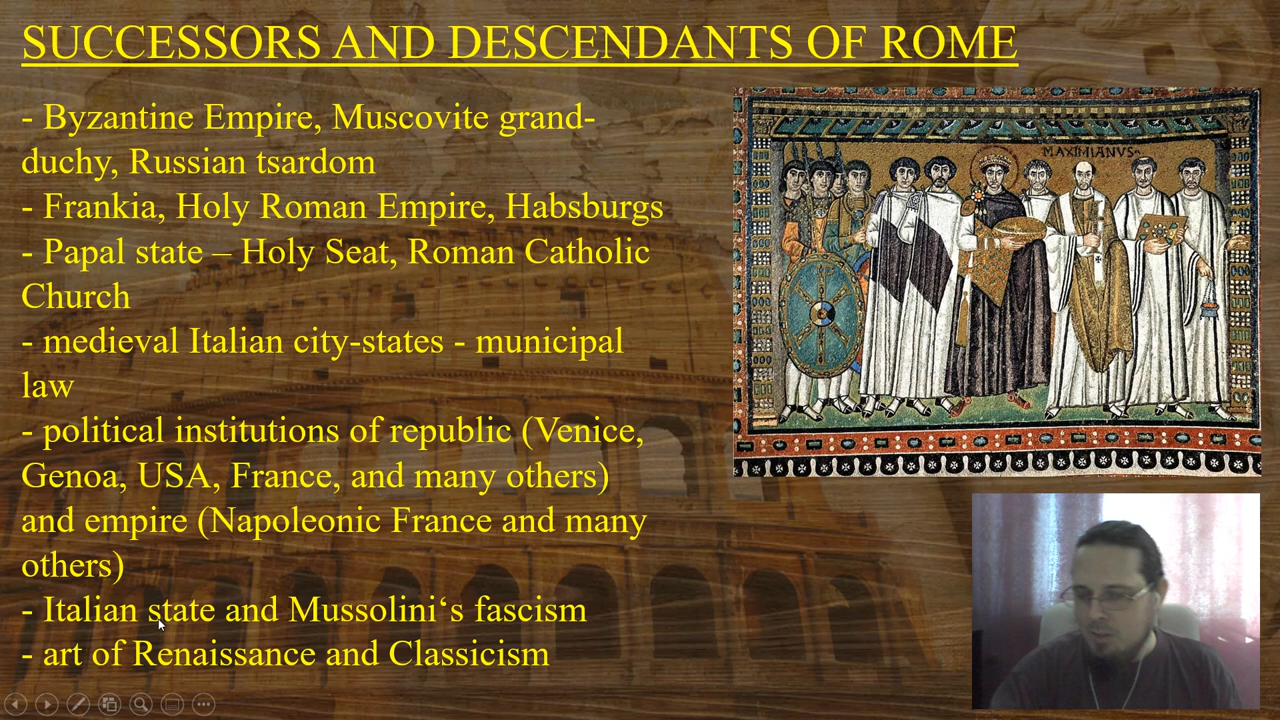 SUCCESSORS AND DESCENDANTS OF ROME
- Byzantine Empire, Muscovite grand-
duchy, Russian tsardom
- Frankia, Holy Roman Empire, Habsburgs
- Papal state – Holy Seat, Roman Catholic
Church
- medieval Italian city-states - municipal
law
- political institutions of republic (Venice,
Genoa, USA, France, and many others)
and empire (Napoleonic France and many
others)
- Italian state and Mussolini‘s fascism
- art of Renaissance and Classicism
MAXIMIANVS